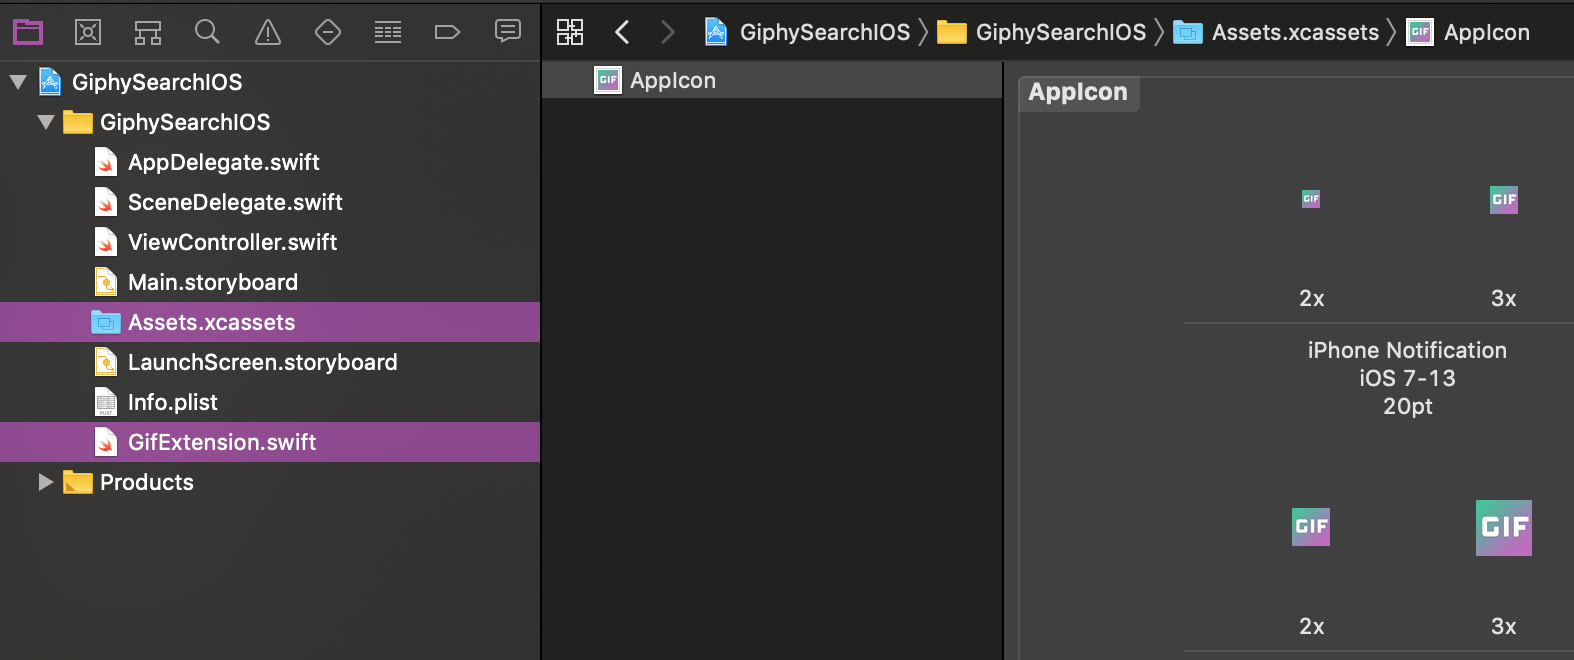 GiphySearchIOS
GiphySearchIOS
AppDelegate.swift
SceneDelegate.swift
ViewController.swift
Main.storyboard
Assets.xcassets
LaunchScreen.storyboard
Info.plist
GifExtension.swift
Products
GiphySearchIOS GiphySearchIOS Assets.xcassets GIF AppIcon
GIF AppIcon
AppIcon
GIF GIF
2x 3x
iPhone Notification
iOS 7-13
20pt
GIF GIF
2x 3x